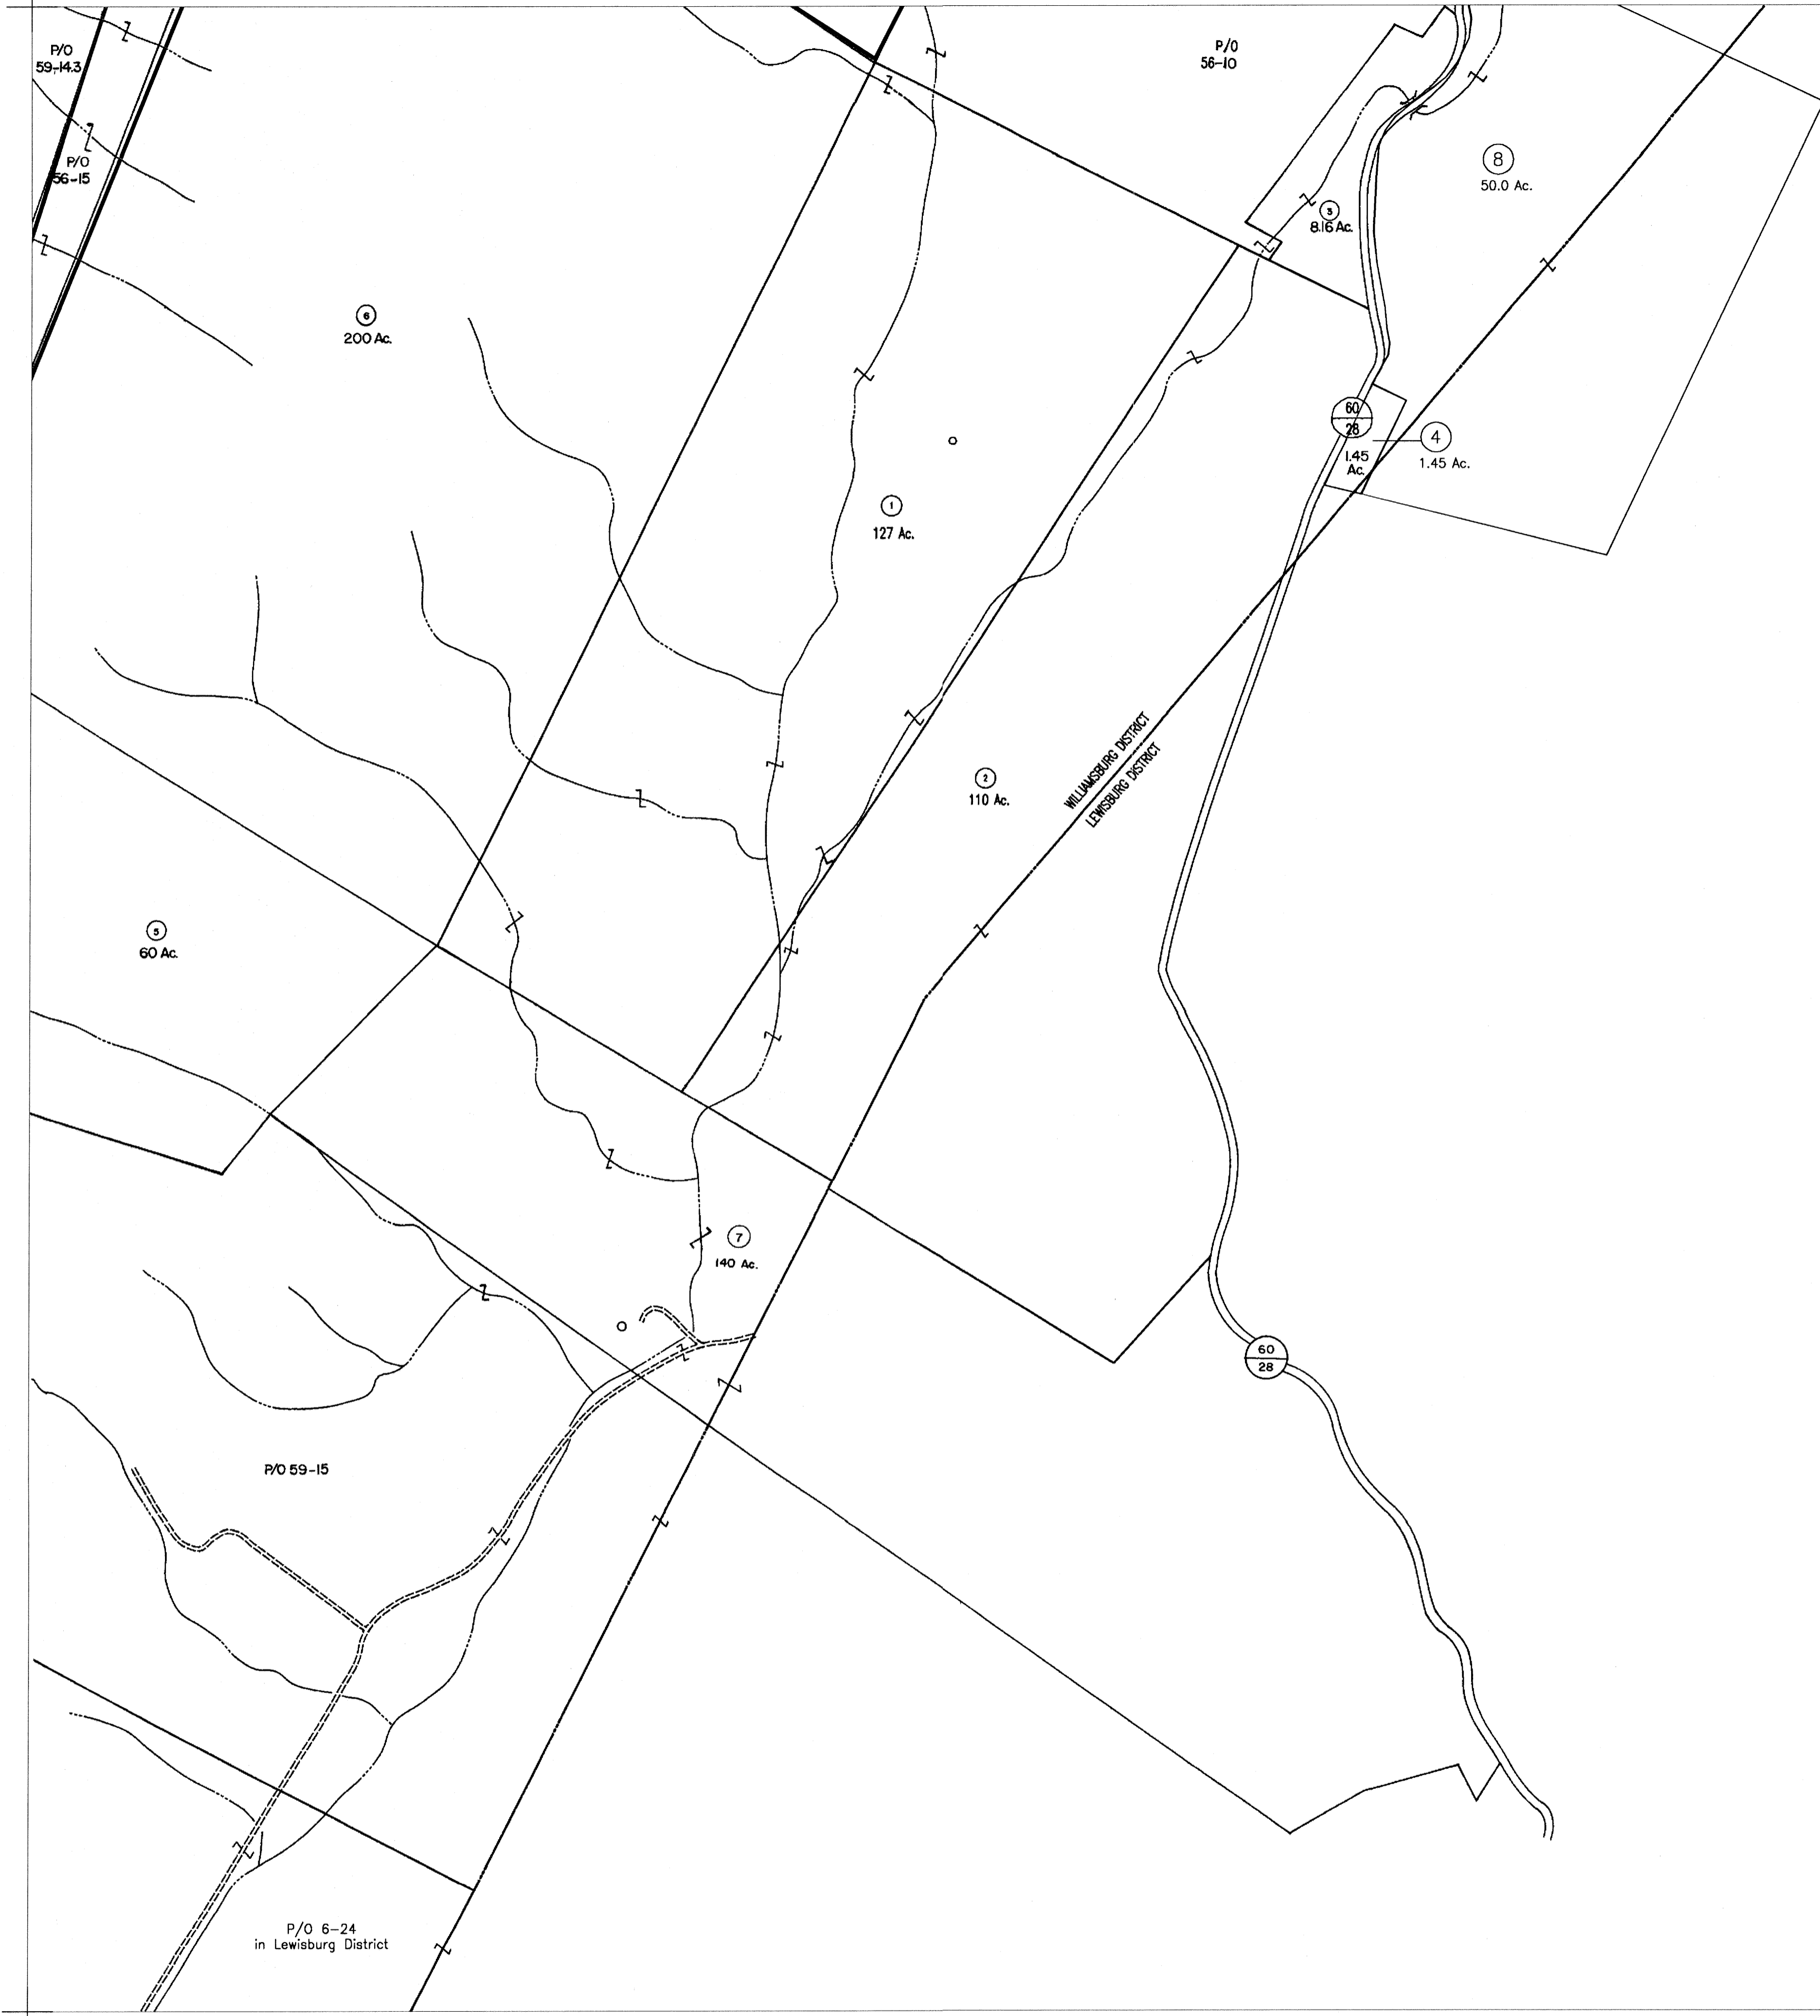 P/O
59-14.3
P/O
56-15
P/O
56-10
8
50.0 Ac.
3
8.16 Ac.
6
200 Ac.
60
28
1.45
Ac.
4
1.45 Ac.
1
127 Ac.
WILLIAMSBURG DISTRICT
LEWISBURG DISTRICT
2
110 Ac.
5
60 Ac.
7
140 Ac.
60
28
P/O 59-15
P/O 6-24
in Lewisburg District